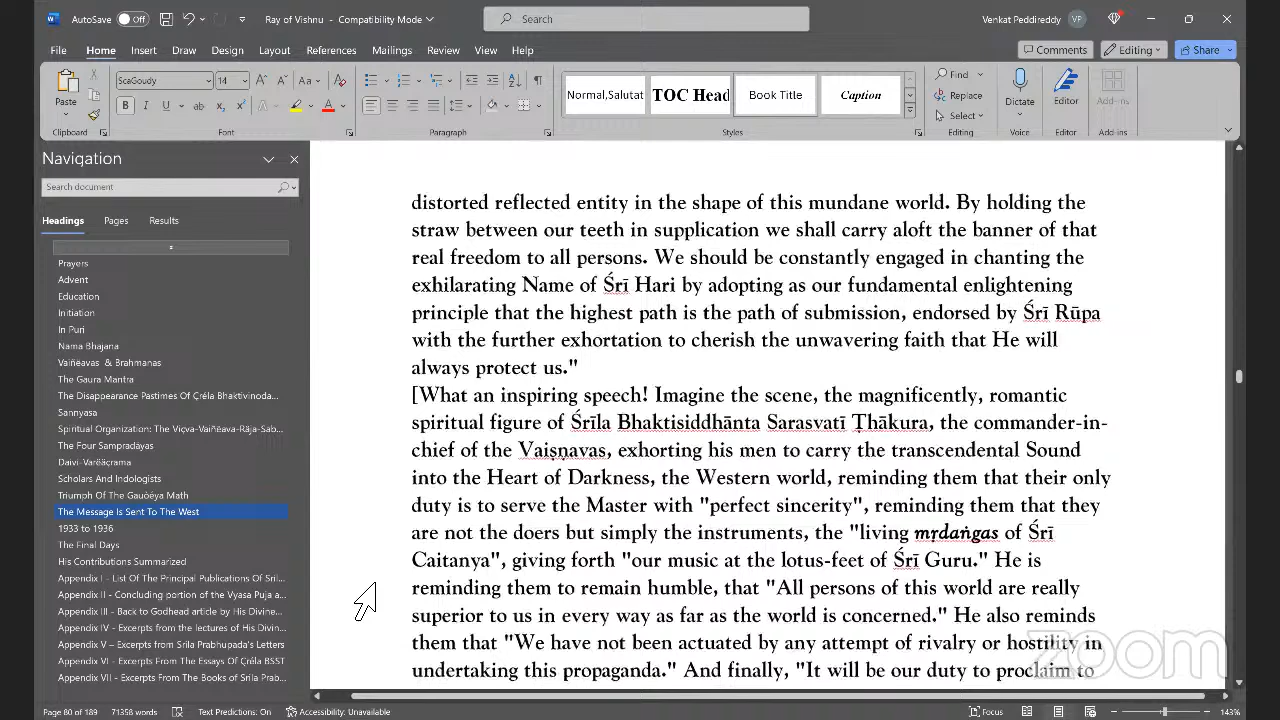 AutoSave Off Ray of Vishnu - Compatibility Mode Search Venkat Peddireddy VP
File Home Insert Draw Design Layout References Mailings Review View Help Comments Editing Share
Paste ScaGoudy 14 Normal,Salutat TOC Head Book Title Caption Find Replace Select Dictate Editor Add-ins
Clipboard Font Paragraph Styles Editing Voice Editor Add-ins
Navigation
Search document
Headings Pages Results
Prayers
Advent
Education
Initiation
In Puri
Nama Bhajana
Vaiñëavas & Brahmanas
The Gaura Mantra
The Disappearance Pastimes Of Çréla Bhaktivinoda...
Sannyasa
Spiritual Organization: The Viçva-Vaiñëava-Räja-Sab...
The Four Sampradäyas
Daivi-Varëäçrama
Scholars And Indologists
Triumph Of The Gauòéya Math
The Message Is Sent To The West
1933 to 1936
The Final Days
His Contributions Summarized
Appendix I - List Of The Principal Publications Of Sril...
Appendix II - Concluding portion of the Vyasa Puja a...
Appendix III - Back to Godhead article by His Divine...
Appendix IV - Excerpts from the lectures of His Divin...
Appendix V – Excerpts from Srila Prabhupada's Letters
Appendix VI - Excerpts From The Essays Of Çréla BSST
Appendix VII - Excerpts From The Books of Srila Prab...
distorted reflected entity in the shape of this mundane world. By holding the
straw between our teeth in supplication we shall carry aloft the banner of that
real freedom to all persons. We should be constantly engaged in chanting the
exhilarating Name of Śrī Hari by adopting as our fundamental enlightening
principle that the highest path is the path of submission, endorsed by Śrī Rūpa
with the further exhortation to cherish the unwavering faith that He will
always protect us."
[What an inspiring speech! Imagine the scene, the magnificently, romantic
spiritual figure of Śrīla Bhaktisiddhānta Sarasvatī Ṭhākura, the commander-in-
chief of the Vaiṣṇavas, exhorting his men to carry the transcendental Sound
into the Heart of Darkness, the Western world, reminding them that their only
duty is to serve the Master with "perfect sincerity", reminding them that they
are not the doers but simply the instruments, the "living mṛdaṅgas of Śrī
Caitanya", giving forth "our music at the lotus-feet of Śrī Guru." He is
reminding them to remain humble, that "All persons of this world are really
superior to us in every way as far as the world is concerned." He also reminds
them that "We have not been actuated by any attempt of rivalry or hostility in
undertaking this propaganda." And finally, "It will be our duty to proclaim to
zoom
Page 80 of 189 71358 words Text Predictions: On Accessibility: Unavailable Focus 143%